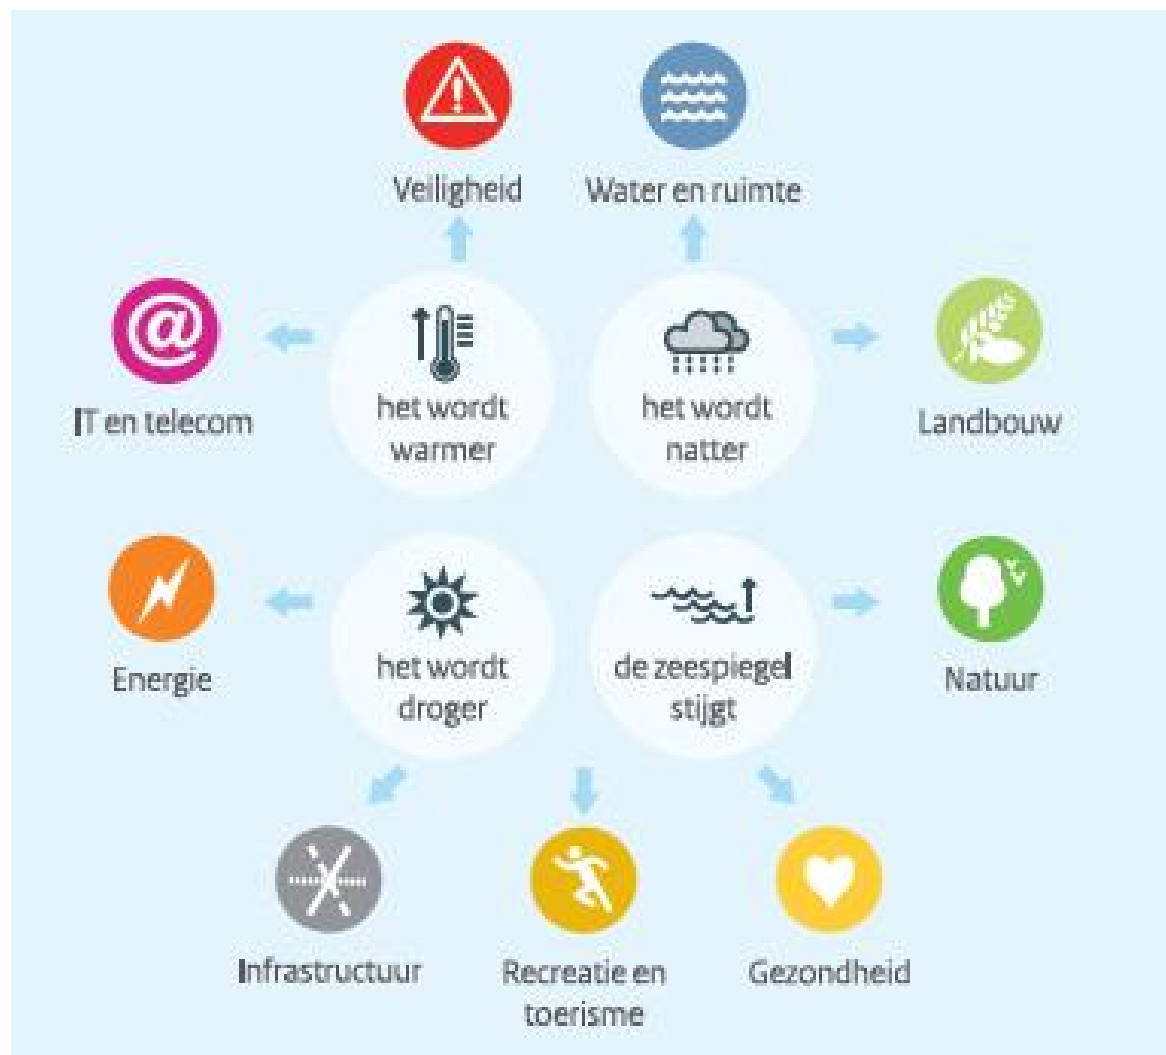 Veiligheid
Water en ruimte
@
IT en telecom
het wordt
warmer
het wordt
natter
Landbouw
Energie
het wordt
droger
de zeespiegel
stijgt
Natuur
Infrastructuur
Recreatie en
toerisme
Gezondheid